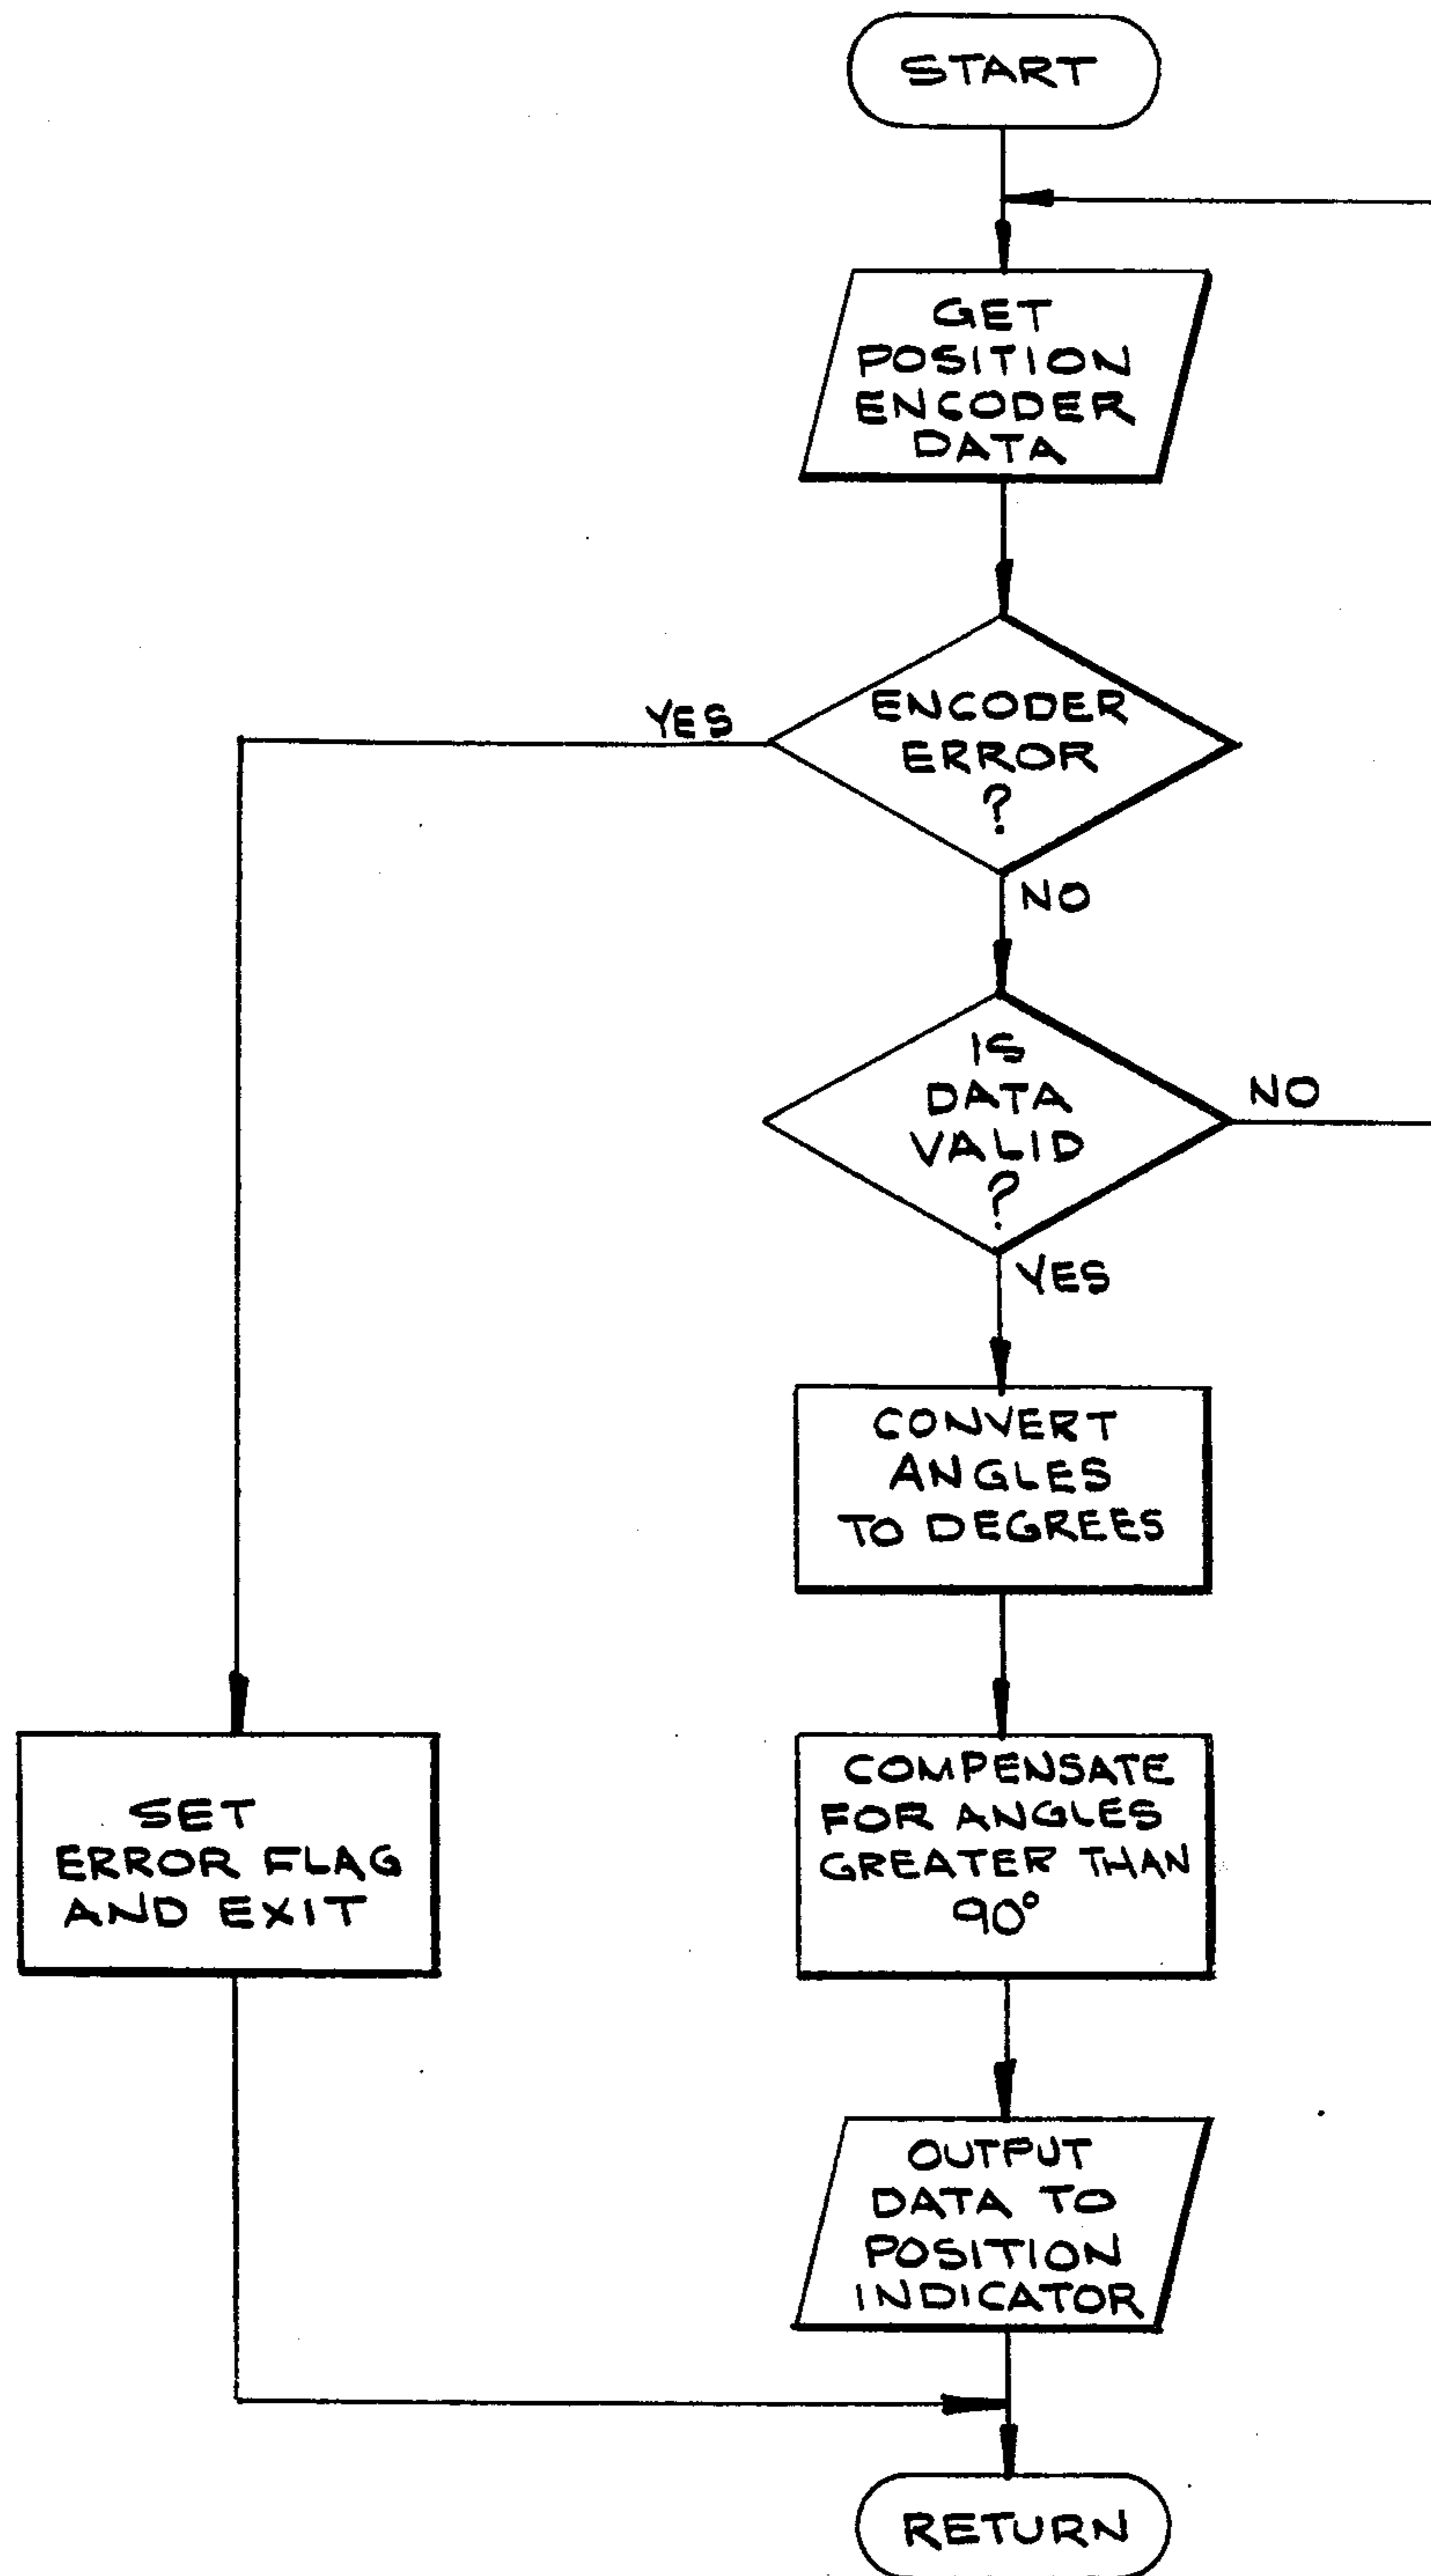 START
GET
POSITION
ENCODER
DATA
ENCODER
ERROR
?
YES
NO
IS
DATA
VALID
?
NO
YES
CONVERT
ANGLES
TO DEGREES
SET
ERROR FLAG
AND EXIT
COMPENSATE
FOR ANGLES
GREATER THAN
90°
OUTPUT
DATA TO
POSITION
INDICATOR
RETURN